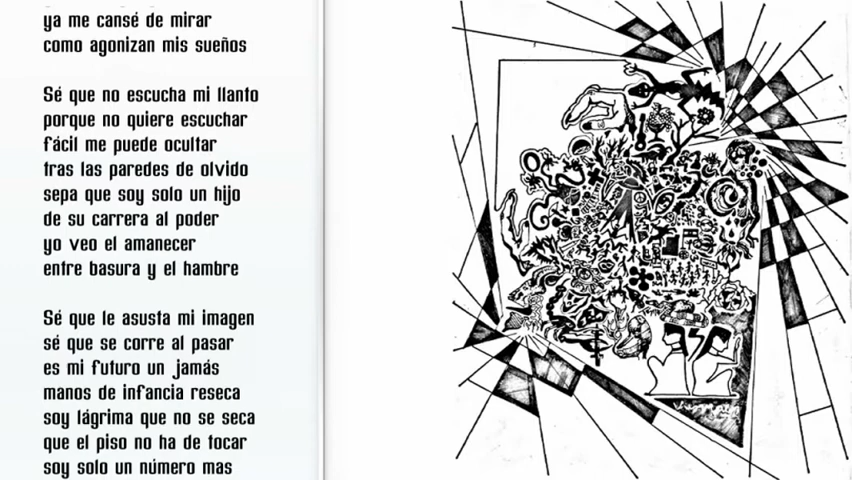 ya me cansé de mirar
como agonizan mis sueños
Sé que no escucha mi llanto
porque no quiere escuchar
fácil me puede ocultar
tras las paredes de olvido
sepa que soy solo un hijo
de su carrera al poder
yo veo el amanecer
entre basura y el hambre
Sé que le asusta mi imagen
sé que se corre al pasar
es mi futuro un jamás
manos de infancia reseca
soy lágrima que no se seca
que el piso no ha de tocar
soy solo un número mas